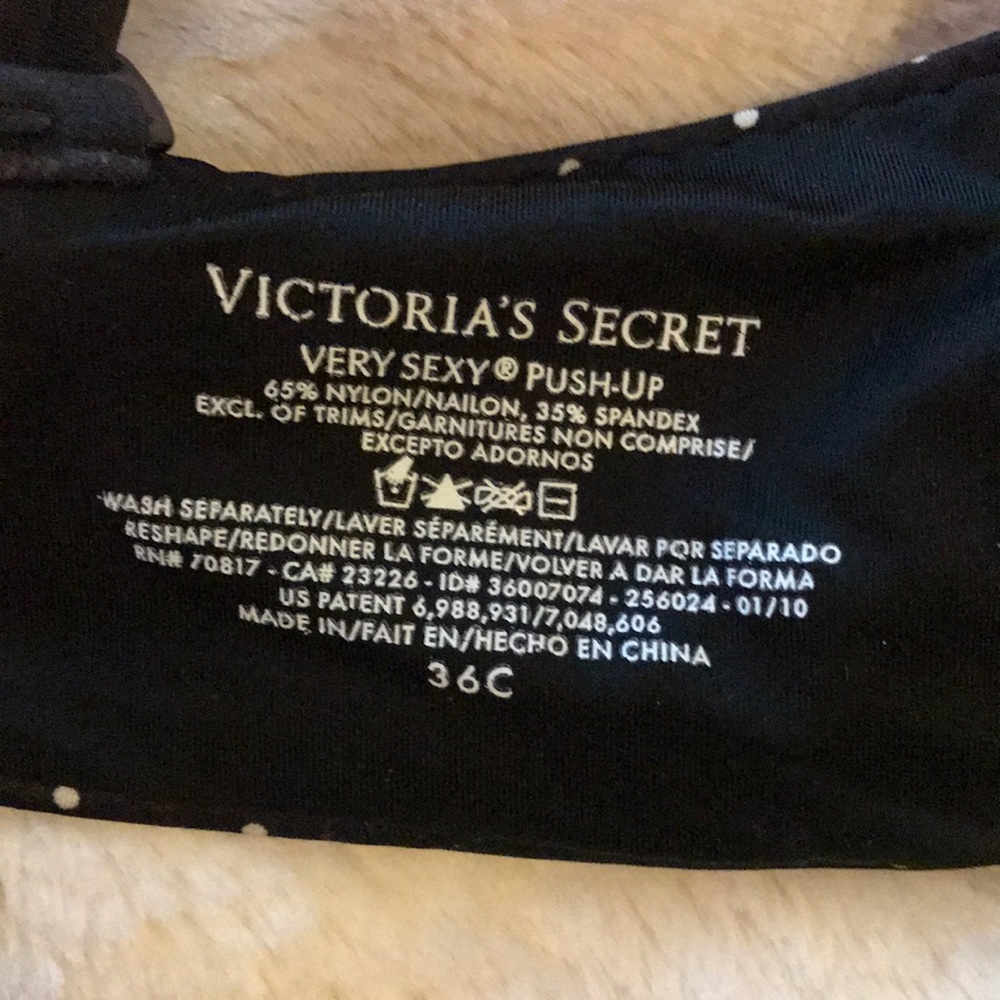 VICTORIA'S SECRET
VERY SEXY® PUSH-UP
65% NYLON/NAILON, 35% SPANDEX
EXCL. OF TRIMS/GARNITURES NON COMPRISE/
EXCEPTO ADORNOS
WASH SEPARATELY/LAVER SÉPARÉMENT/LAVAR POR SEPARADO
RESHAPE/REDONNER LA FORME/VOLVER A DAR LA FORMA
RN# 70817 - CA# 23226 - ID# 36007074 - 256024 - 01/10
US PATENT 6,988,931/7,048,606
MADE IN/FAIT EN/HECHO EN CHINA
36C